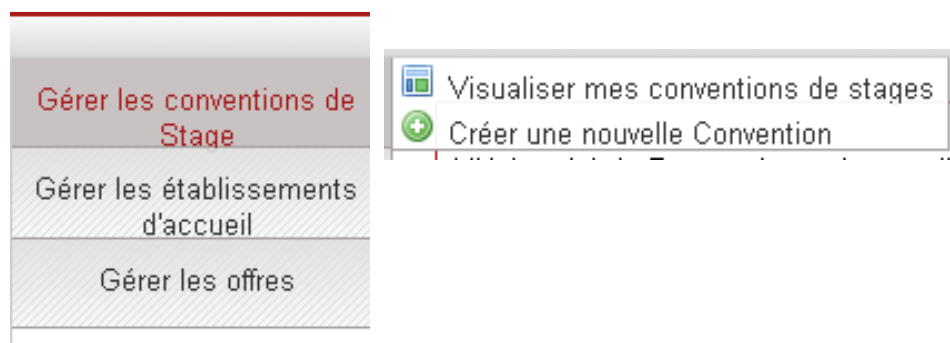 Gérer les conventions de
Stage
Gérer les établissements
d'accueil
Gérer les offres
Visualiser mes conventions de stages
Créer une nouvelle Convention